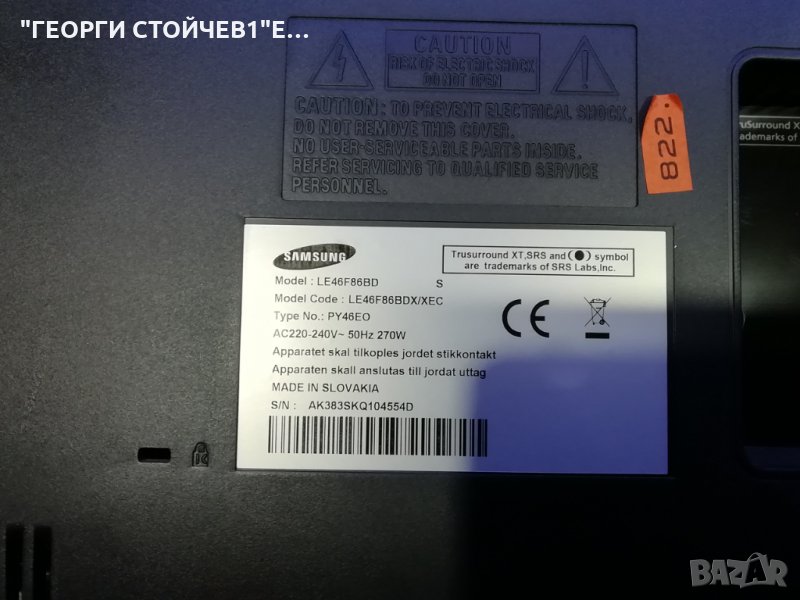 "ГЕОРГИ СТОЙЧЕВ1"Е...
CAUTION
RISK OF ELECTRIC SHOCK
DO NOT OPEN
CAUTION: TO PREVENT ELECTRICAL SHOCK,
DO NOT REMOVE THIS COVER.
NO USER-SERVICEABLE PARTS INSIDE.
REFER SERVICING TO QUALIFIED SERVICE
PERSONNEL.
822.
ruSurround X
ademarks of
SAMSUNG
Trusurround XT,SRS and symbol
are trademarks of SRS Labs,Inc.
Model : LE46F86BD S
Model Code : LE46F86BDX/XEC
Type No.: PY46EO
AC220-240V~ 50Hz 270W
Apparatet skal tilkoples jordet stikkontakt
Apparaten skall anslutas till jordat uttag
MADE IN SLOVAKIA
S/N : AK383SKQ104554D
CE
K
BAZAR